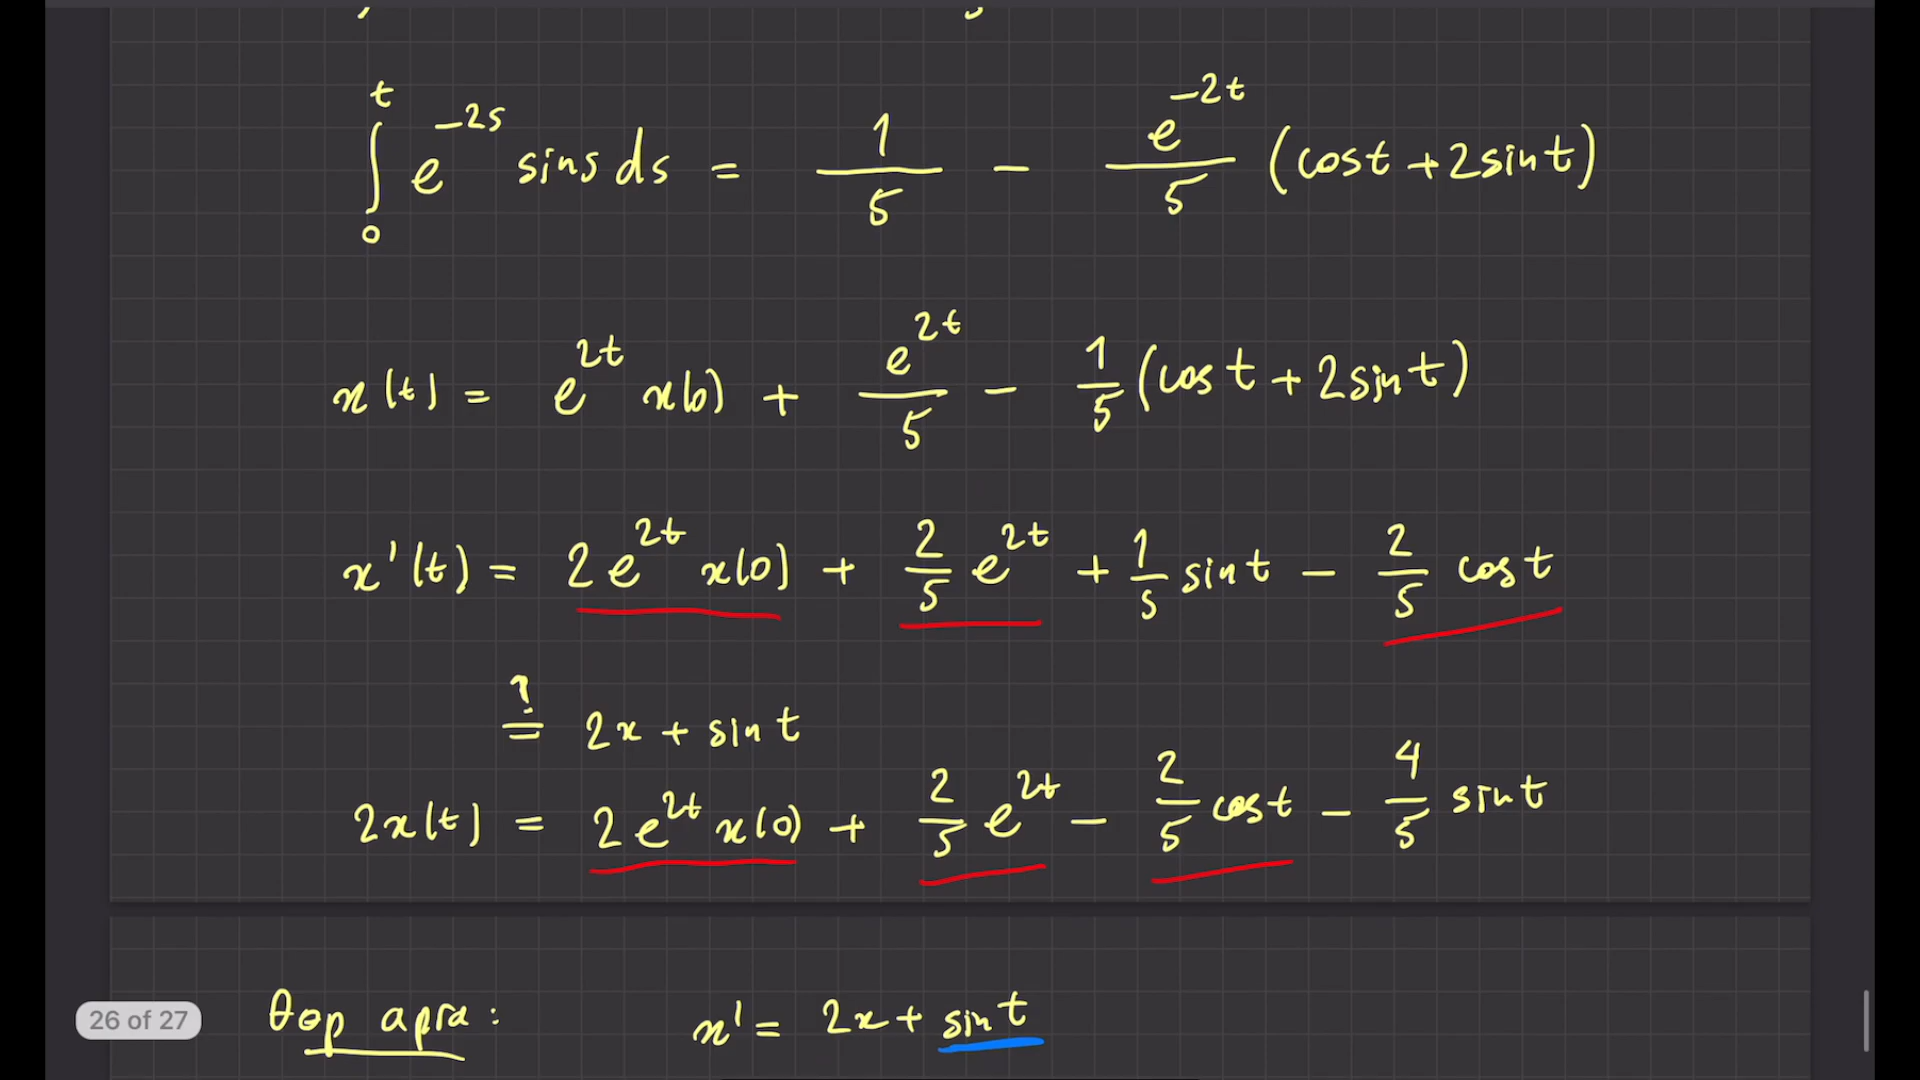 ∫₀ᵗ e^{-2s} sin s ds = 1/5 - e^{-2t}/5 (cos t + 2 sin t)
x(t) = e^{2t} x(0) + e^{2t}/5 - 1/5 (cos t + 2 sin t)
x'(t) = 2e^{2t} x(0) + 2/5 e^{2t} + 1/5 sin t - 2/5 cos t
?= 2x + sin t
2x(t) = 2e^{2t} x(0) + 2/5 e^{2t} - 2/5 cos t - 4/5 sin t
x' = 2x + sin t
26 of 27